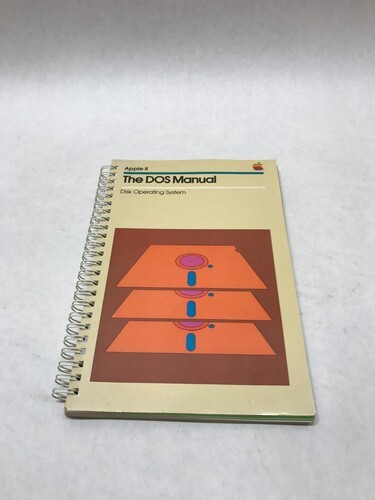 Apple II
The DOS Manual
Disk Operating System